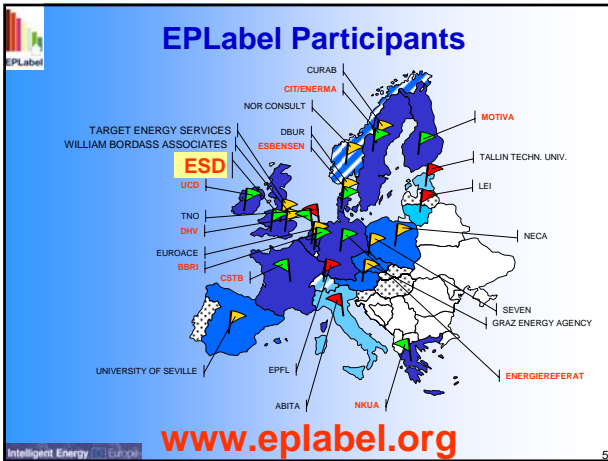 EPLabel
EPLabel Participants
CURAB
CIT/ENERMA
NOR CONSULT
DBUR
ESBENSEN
MOTIVA
TARGET ENERGY SERVICES
WILLIAM BORDASS ASSOCIATES
ESD
UCD
TALLIN TECHN. UNIV.
LEI
TNO
DHV
EUROACE
BBRI
CSTB
NECA
SEVEN
GRAZ ENERGY AGENCY
UNIVERSITY OF SEVILLE
EPFL
ENERGIEREFERAT
ABITA
NKUA
www.eplabel.org
Intelligent Energy Europe
5